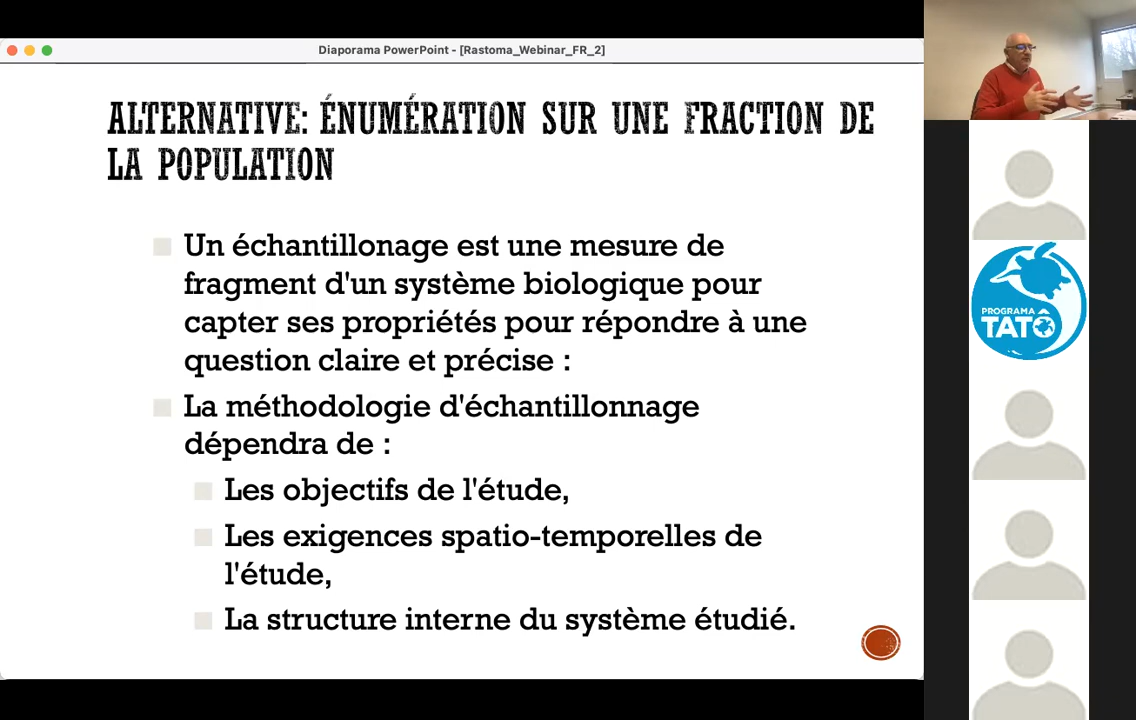 Diaporama PowerPoint - [Rastoma_Webinar_FR_2]
ALTERNATIVE: ÉNUMÉRATION SUR UNE FRACTION DE
LA POPULATION
Un échantillonage est une mesure de
fragment d'un système biologique pour
capter ses propriétés pour répondre à une
question claire et précise :
La méthodologie d'échantillonnage
dépendra de :
Les objectifs de l'étude,
Les exigences spatio-temporelles de
l'étude,
La structure interne du système étudié.
PROGRAMA
TATÔ